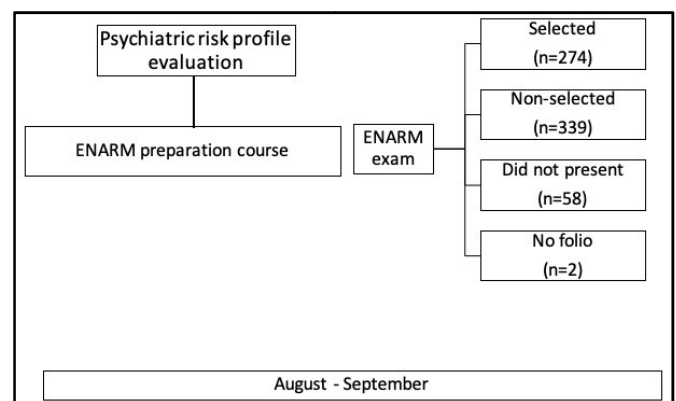 Psychiatric risk profile
evaluation
ENARM preparation course
ENARM
exam
Selected
(n=274)
Non-selected
(n=339)
Did not present
(n=58)
No folio
(n=2)
August - September